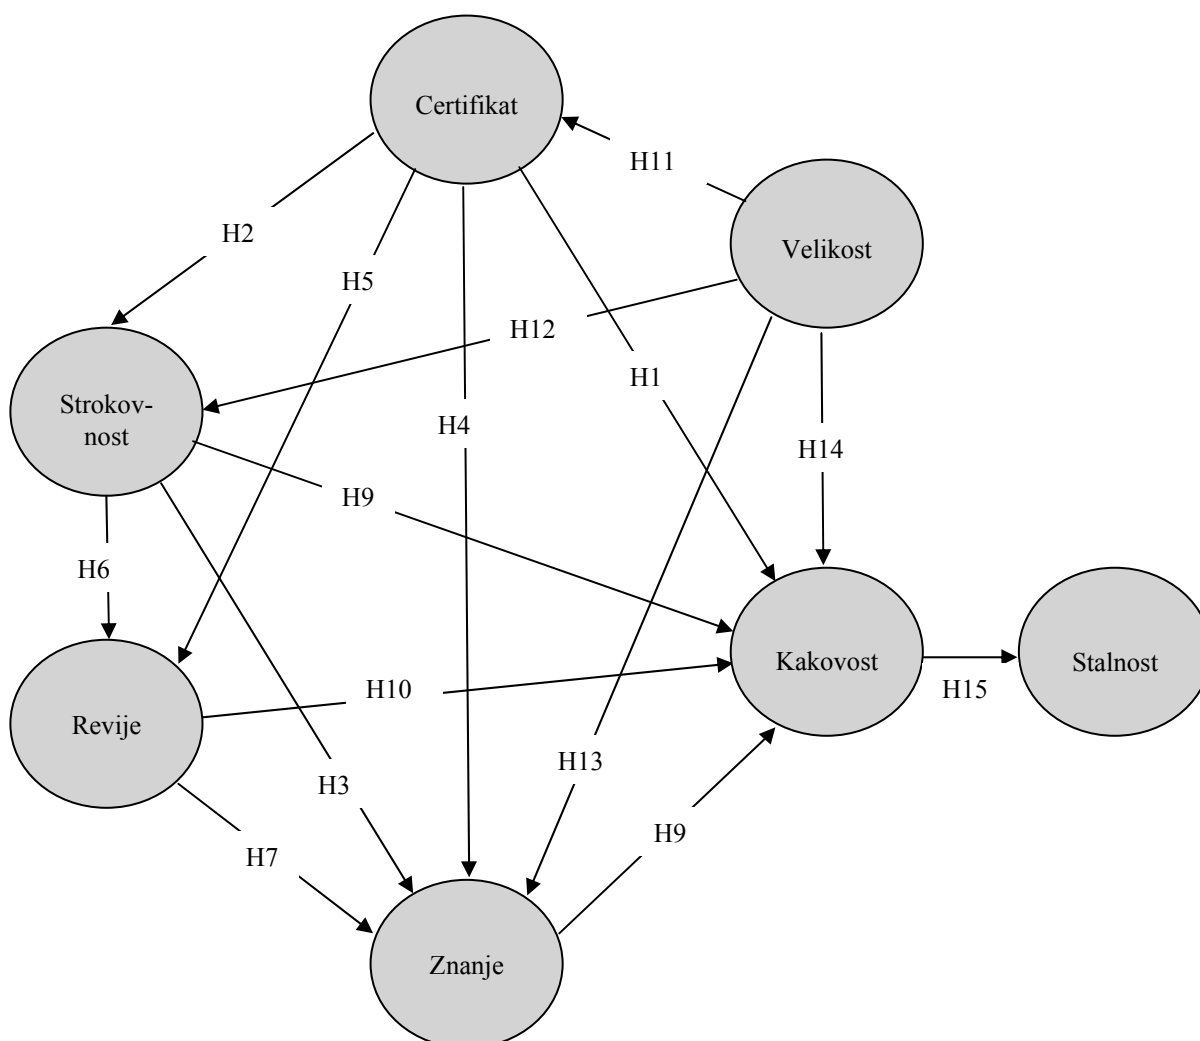 Certifikat
H11
H2
Velikost
H5
H12
H1
Strokov-
nost
H4
H14
H9
H6
Kakovost
Stalnost
H10
H15
Revije
H13
H3
H9
H7
Znanje